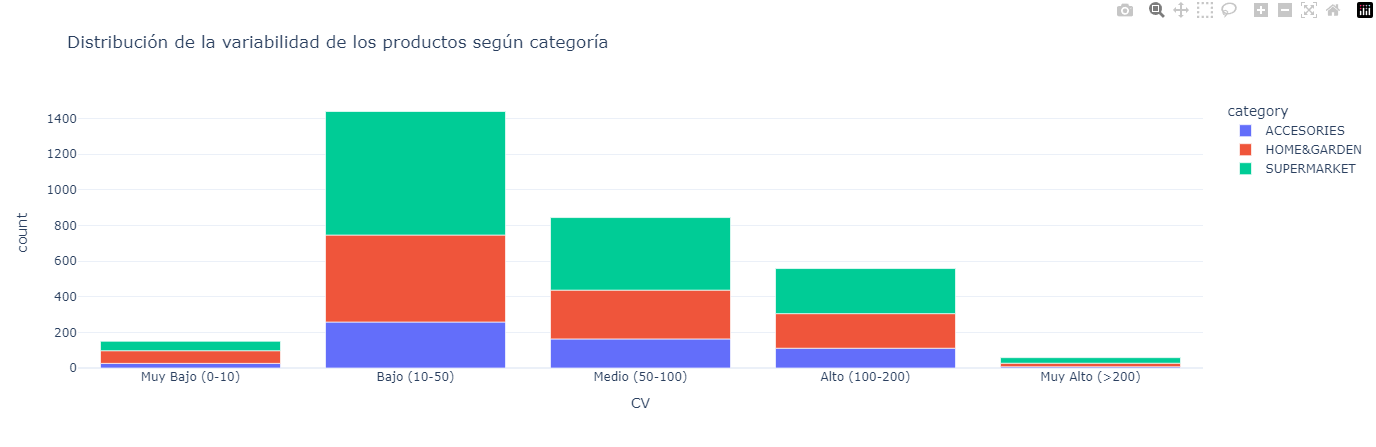 Distribución de la variabilidad de los productos según categoría
1400
1200
1000
800
600
400
200
0
count
Muy Bajo (0-10)
Bajo (10-50)
Medio (50-100)
Alto (100-200)
Muy Alto (>200)
CV
category
ACCESORIES
HOME&GARDEN
SUPERMARKET